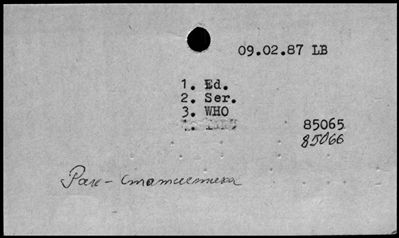 09.02.87 LB
1. Ed.
2. Ser.
3. WHO
85065
85066
Рак - статистика